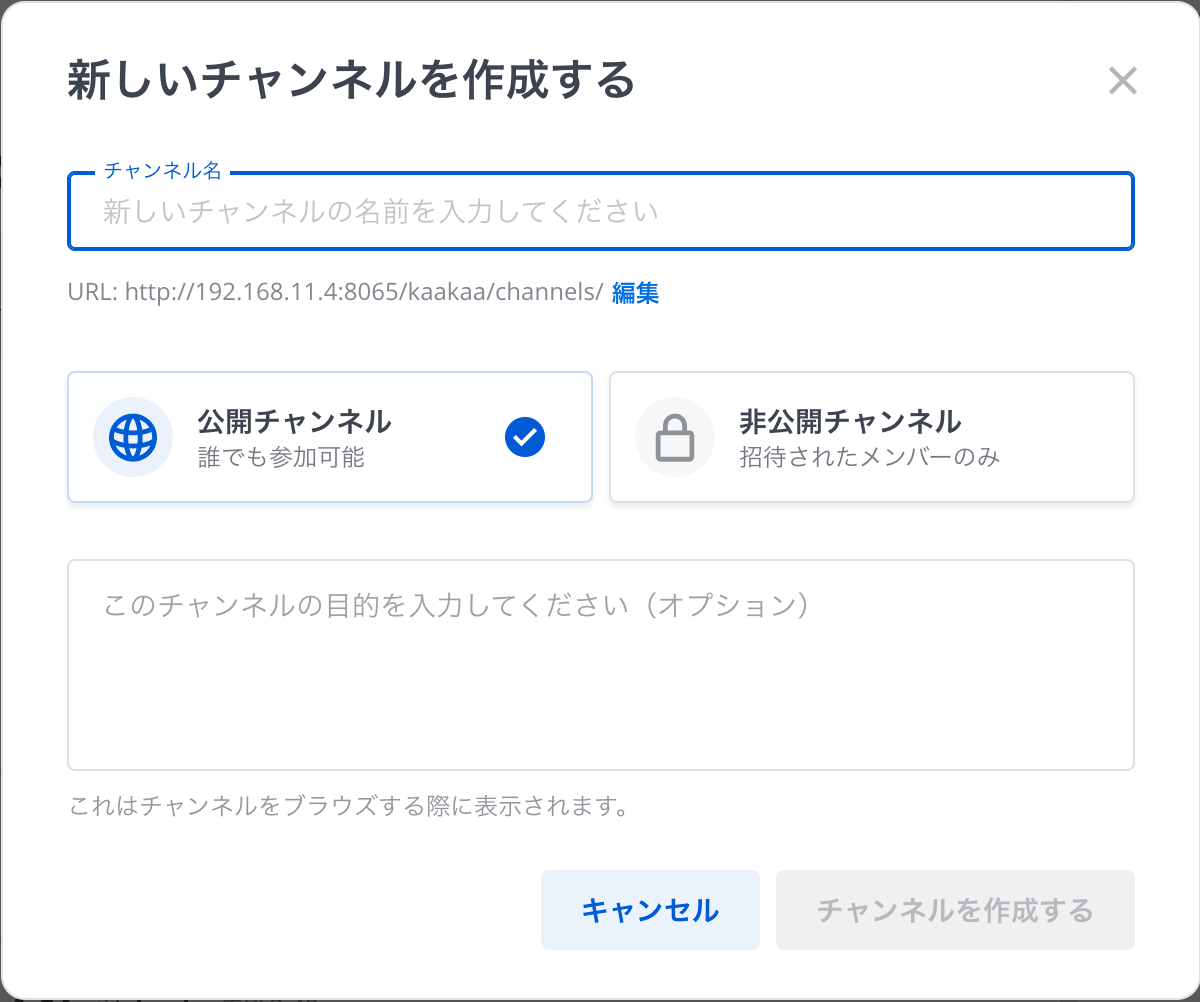 新しいチャンネルを作成する
チャンネル名
新しいチャンネルの名前を入力してください
URL: http://192.168.11.4:8065/kaakaa/channels/ 編集
公開チャンネル
誰でも参加可能
非公開チャンネル
招待されたメンバーのみ
このチャンネルの目的を入力してください（オプション）
これはチャンネルをブラウズする際に表示されます。
キャンセル
チャンネルを作成する